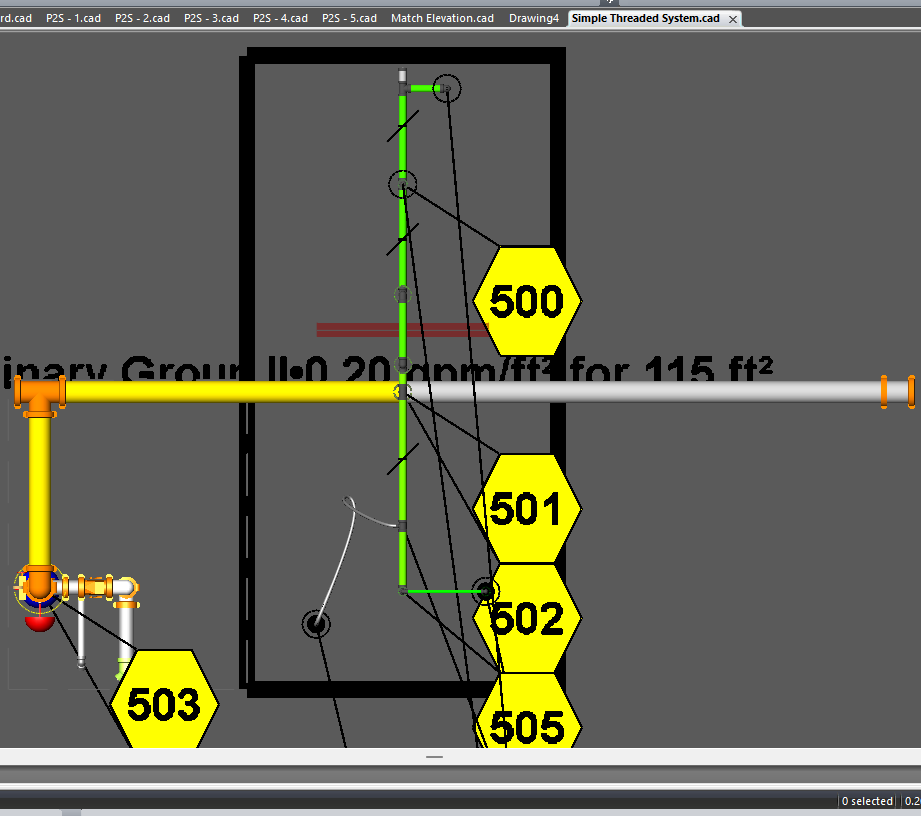 rd.cad P2S - 1.cad P2S - 2.cad P2S - 3.cad P2S - 4.cad P2S - 5.cad Match Elevation.cad Drawing4 Simple Threaded System.cad
500
inary Group II•0.20 gpm/ft² for 115 ft²
501
502
503
505
0 selected 0.2